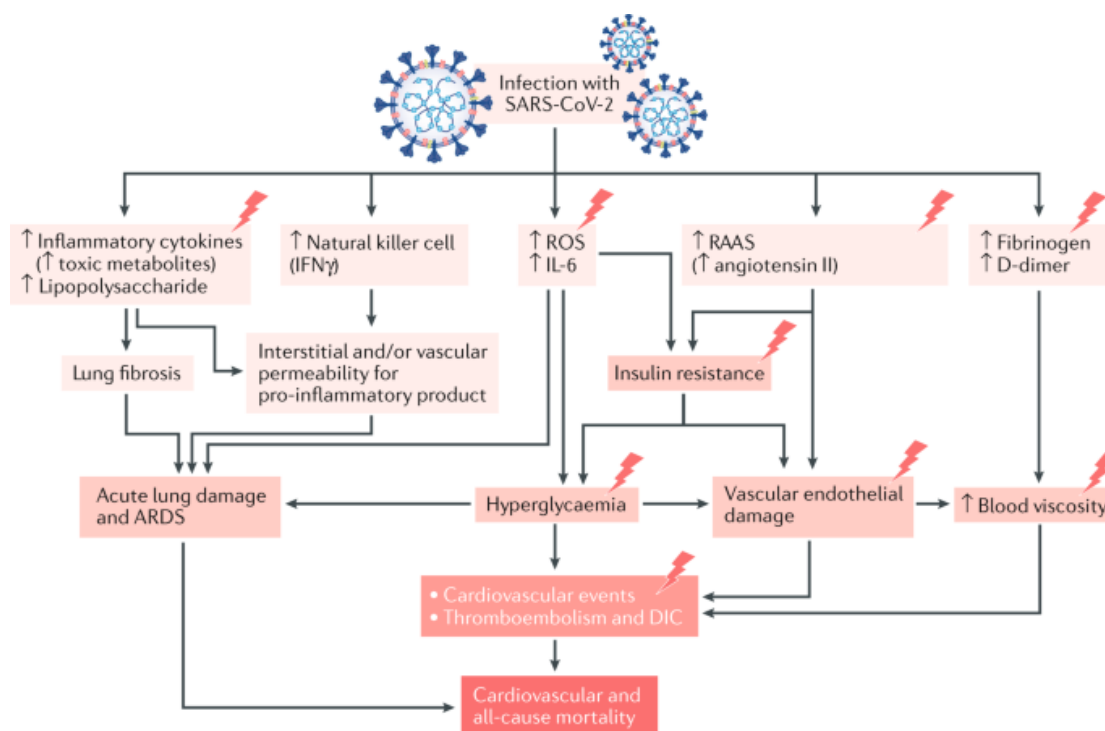 Infection with
SARS-CoV-2
↑ Inflammatory cytokines
(↑ toxic metabolites)
↑ Lipopolysaccharide
↑ Natural killer cell
(IFNγ)
↑ ROS
↑ IL-6
↑ RAAS
(↑ angiotensin II)
↑ Fibrinogen
↑ D-dimer
Lung fibrosis
Interstitial and/or vascular
permeability for
pro-inflammatory product
Insulin resistance
Acute lung damage
and ARDS
Hyperglycaemia
Vascular endothelial
damage
↑ Blood viscosity
• Cardiovascular events
• Thromboembolism and DIC
Cardiovascular and
all-cause mortality